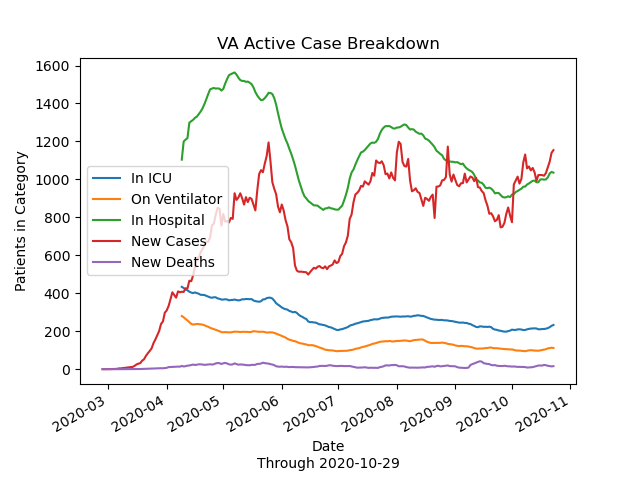 VA Active Case Breakdown
Patients in Category
1600
1400
1200
1000
800
600
400
200
0
In ICU
On Ventilator
In Hospital
New Cases
New Deaths
2020-03
2020-04
2020-05
2020-06
2020-07
2020-08
2020-09
2020-10
2020-11
Date
Through 2020-10-29